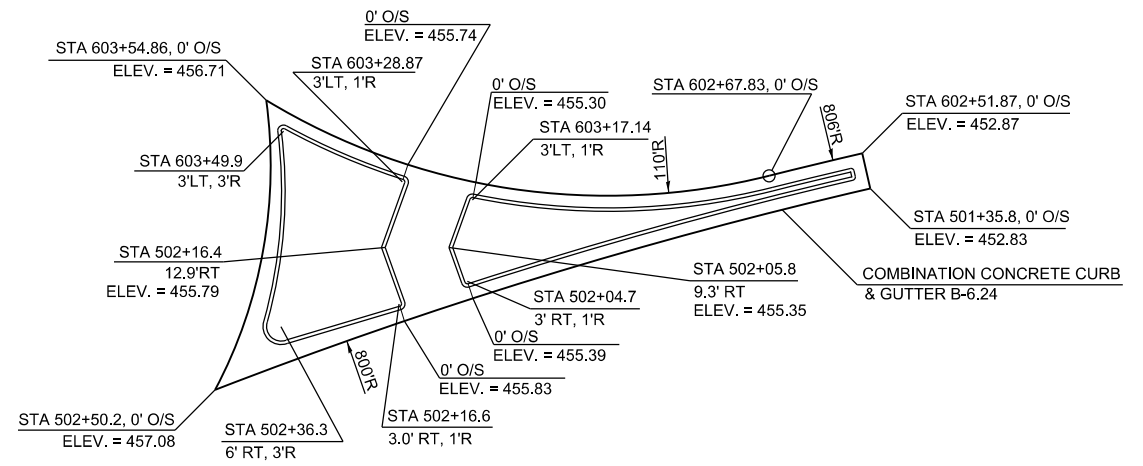 0' O/S
ELEV. = 455.74
STA 603+54.86, 0' O/S
ELEV. = 456.71
STA 603+28.87
3'LT, 1'R
0' O/S
ELEV. = 455.30
STA 602+67.83, 0' O/S
STA 602+51.87, 0' O/S
ELEV. = 452.87
806'R
STA 603+17.14
3'LT, 1'R
110'R
STA 603+49.9
3'LT, 3'R
STA 501+35.8, 0' O/S
ELEV. = 452.83
STA 502+16.4
12.9'RT
ELEV. = 455.79
STA 502+05.8
9.3' RT
ELEV. = 455.35
COMBINATION CONCRETE CURB
& GUTTER B-6.24
STA 502+04.7
3' RT, 1'R
0' O/S
ELEV. = 455.39
800'R
0' O/S
ELEV. = 455.83
STA 502+50.2, 0' O/S
ELEV. = 457.08
STA 502+36.3
6' RT, 3'R
STA 502+16.6
3.0' RT, 1'R